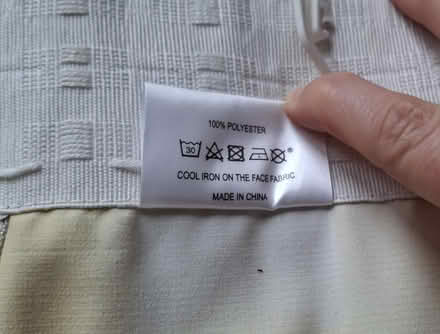 100% POLYESTER
30
COOL IRON ON THE FACE FABRIC
MADE IN CHINA